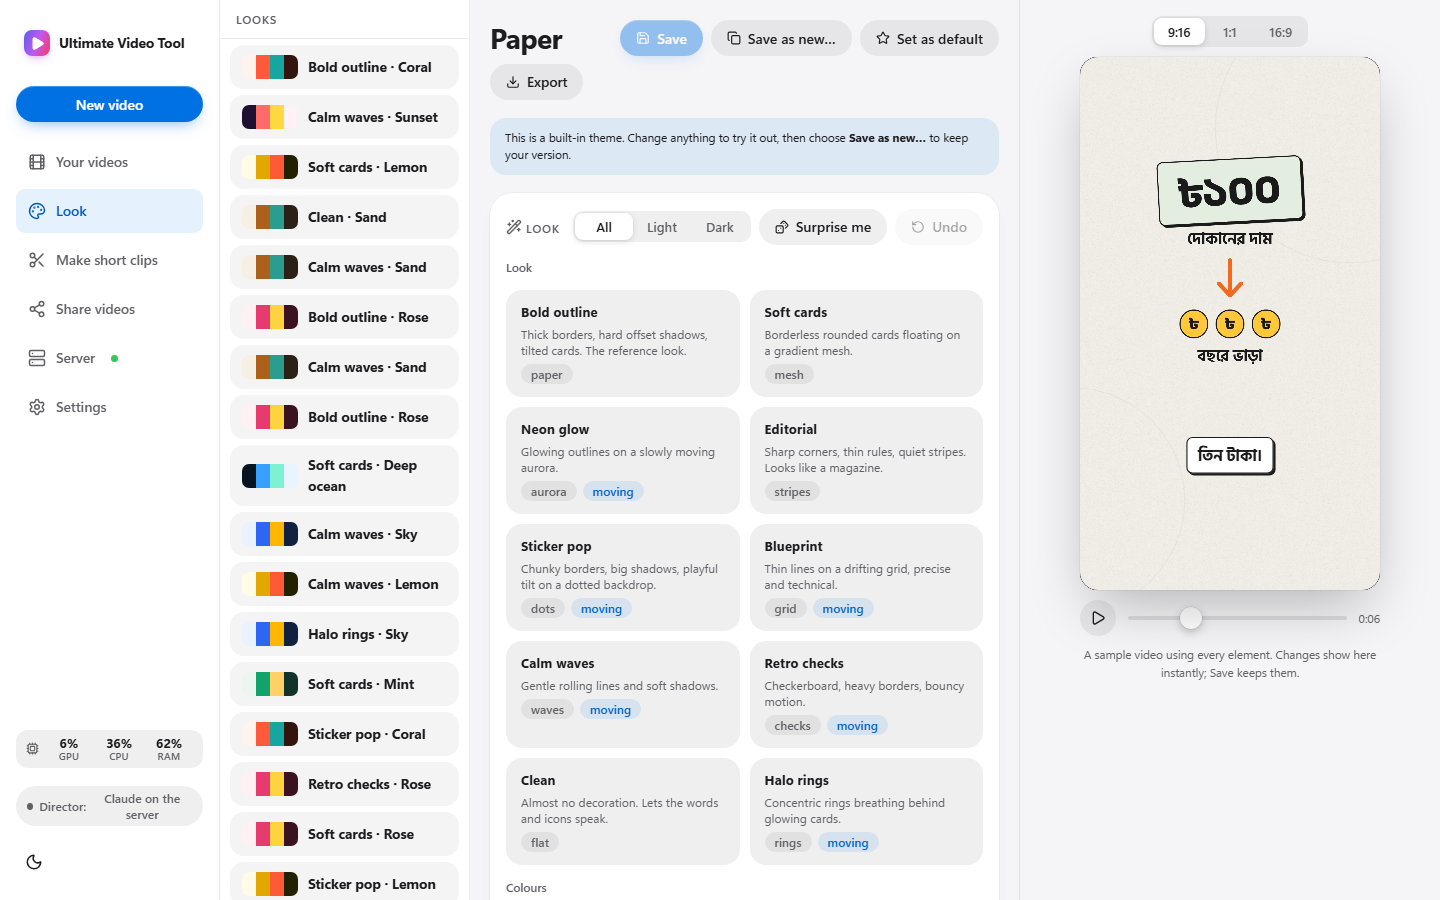 Ultimate Video Tool
New video
Your videos
Look
Make short clips
Share videos
Server
Settings
6%
GPU
36%
CPU
62%
RAM
Director:
Claude on the
server
LOOKS
Bold outline · Coral
Calm waves · Sunset
Soft cards · Lemon
Clean · Sand
Calm waves · Sand
Bold outline · Rose
Calm waves · Sand
Bold outline · Rose
Soft cards · Deep
ocean
Calm waves · Sky
Calm waves · Lemon
Halo rings · Sky
Soft cards · Mint
Sticker pop · Coral
Retro checks · Rose
Soft cards · Rose
Sticker pop · Lemon
Paper
Save
Save as new...
Set as default
Export
This is a built-in theme. Change anything to try it out, then choose Save as new... to keep
your version.
LOOK
All
Light
Dark
Surprise me
Undo
Look
Bold outline
Thick borders, hard offset shadows,
tilted cards. The reference look.
paper
Soft cards
Borderless rounded cards floating on
a gradient mesh.
mesh
Neon glow
Glowing outlines on a slowly moving
aurora.
aurora
moving
Editorial
Sharp corners, thin rules, quiet stripes.
Looks like a magazine.
stripes
Sticker pop
Chunky borders, big shadows, playful
tilt on a dotted backdrop.
dots
moving
Blueprint
Thin lines on a drifting grid, precise
and technical.
grid
moving
Calm waves
Gentle rolling lines and soft shadows.
waves
moving
Retro checks
Checkerboard, heavy borders, bouncy
motion.
checks
moving
Clean
Almost no decoration. Lets the words
and icons speak.
flat
Halo rings
Concentric rings breathing behind
glowing cards.
rings
moving
Colours
9:16
1:1
16:9
৳১০০
দোকানের দাম
৳ ৳ ৳
বছরে ভাড়া
তিন টাকা।
0:06
A sample video using every element. Changes show here
instantly; Save keeps them.